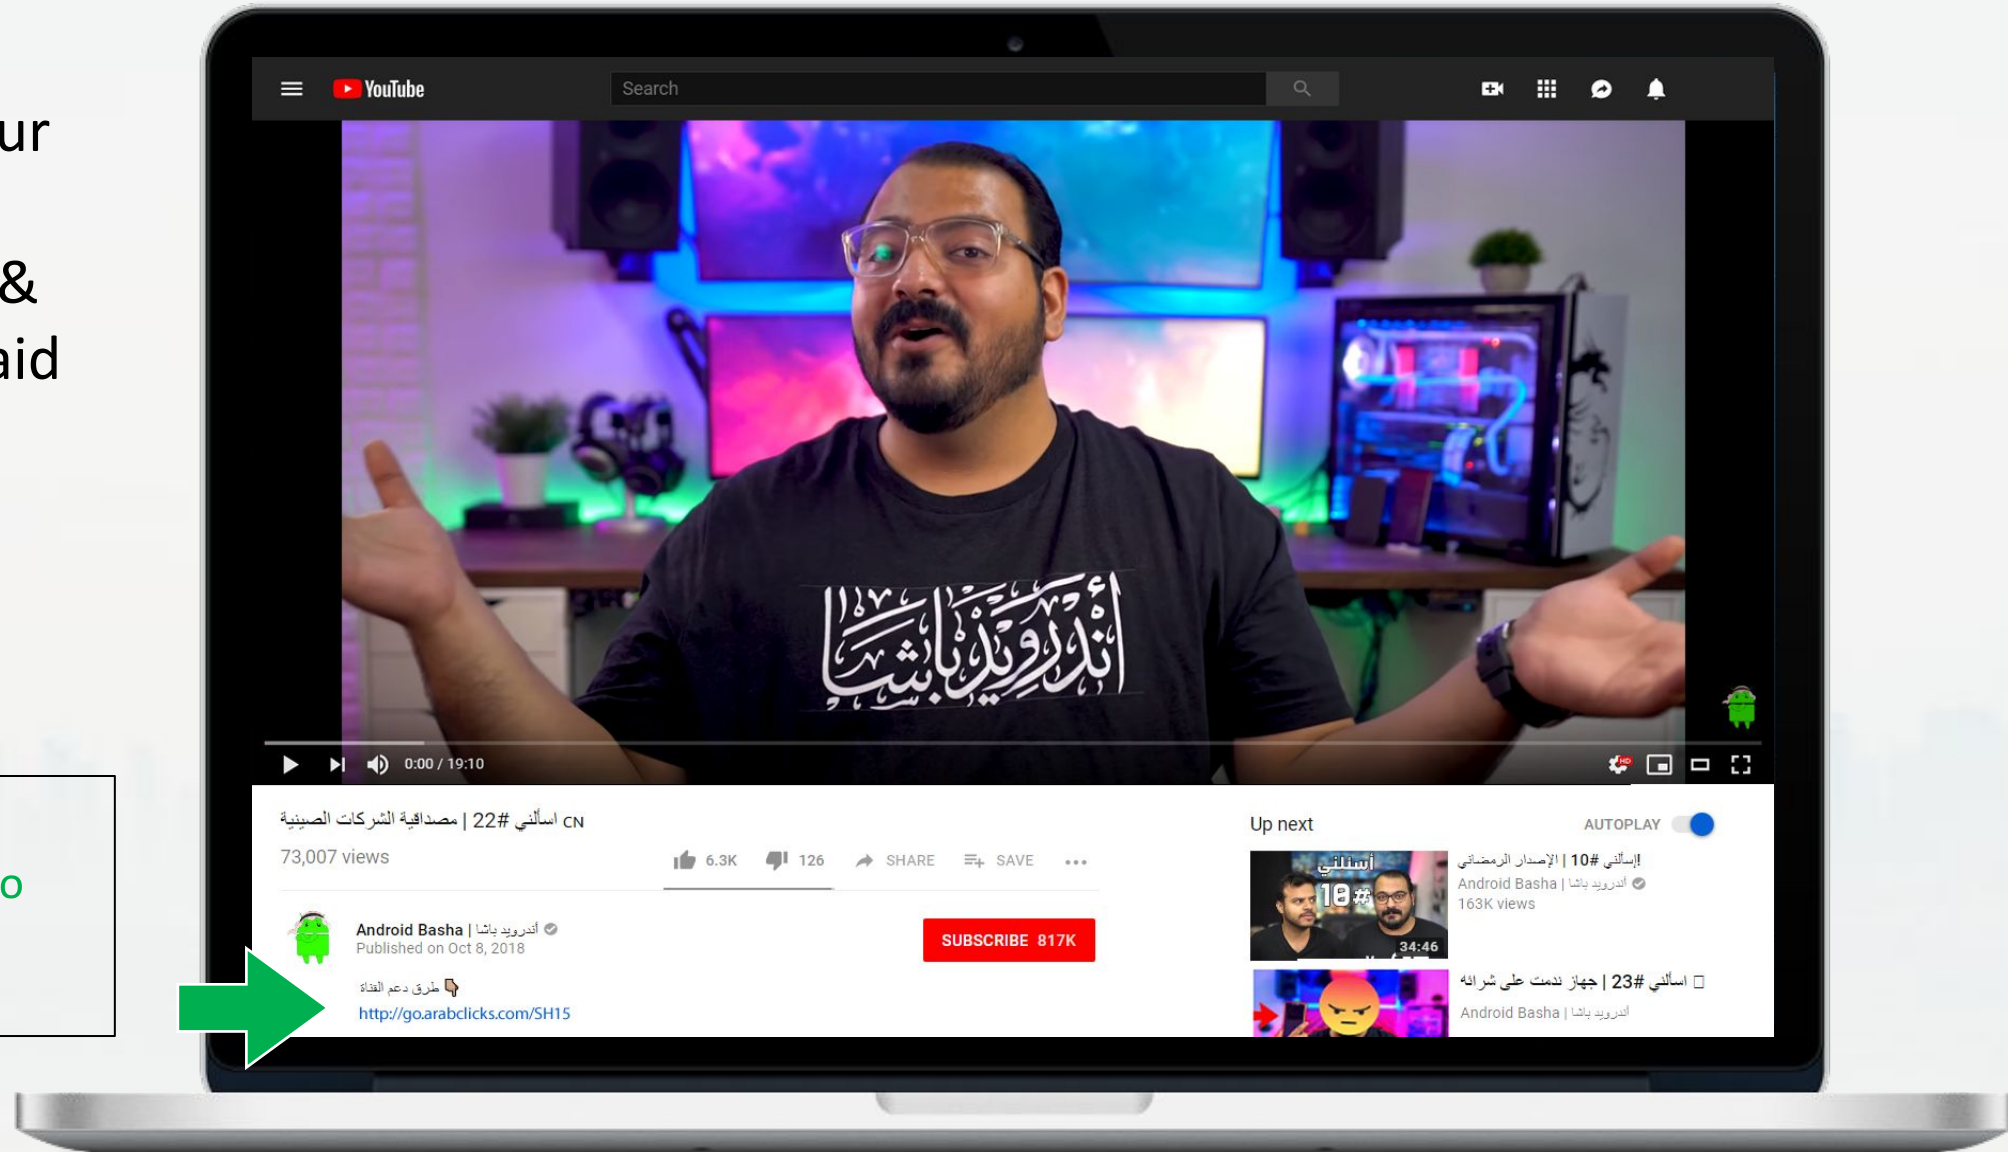 ur
&
aid
o
YouTube
Search
أندرويد باشا
0:00 / 19:10
HD
CN اسألني #22 | مصداقية الشركات الصينية
73,007 views
6.3K
126
SHARE
SAVE
Android Basha | أندرويد باشا
Published on Oct 8, 2018
SUBSCRIBE 817K
طرق دعم القناة
http://go.arabclicks.com/SH15
Up next
AUTOPLAY
أسئلني
10#
34:46
إسألني #10 | الإصدار الرمضاني!
Android Basha | أندرويد باشا
163K views
اسألني #23 | جهاز ندمت على شرائه
Android Basha | أندرويد باشا